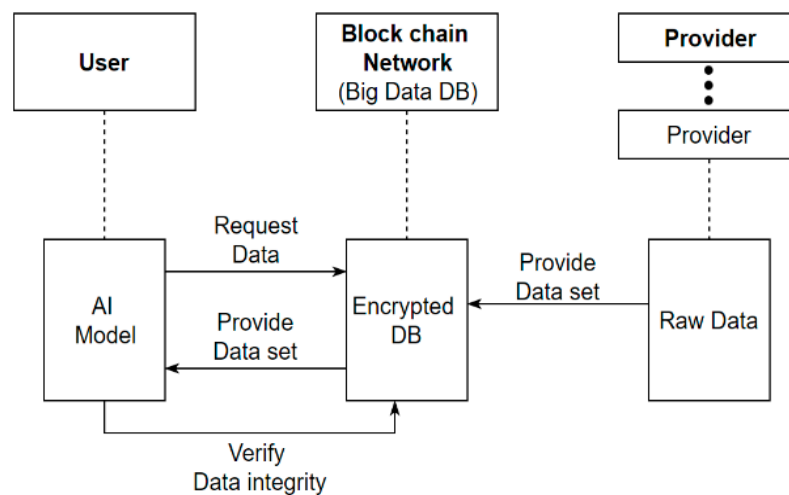 User
Block chain
Network
(Big Data DB)
Provider
Provider
Request
Data
Provide
Data set
AI
Model
Provide
Data set
Encrypted
DB
Raw Data
Verify
Data integrity